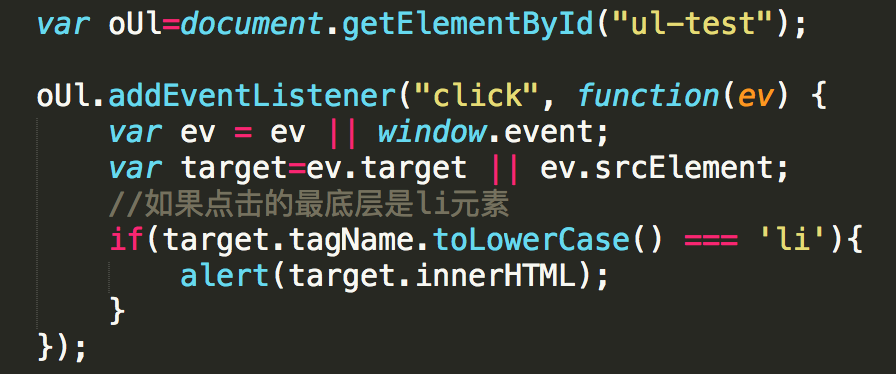 var oUl=document.getElementById("ul-test");
oUl.addEventListener("click", function(ev) {
var ev = ev || window.event;
var target=ev.target || ev.srcElement;
//如果点击的最底层是li元素
if(target.tagName.toLowerCase() === 'li'){
alert(target.innerHTML);
}
});